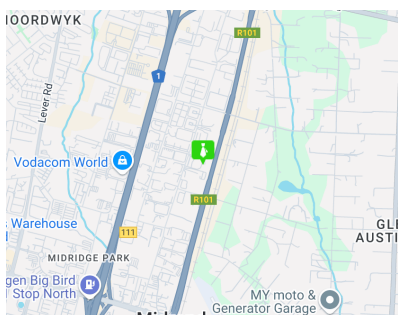 NOORDWYK
R101
1
Lever Rd
Vodacom World
Warehouse
R101
111
GLE
AUSTI
MIDRIDGE PARK
gen Big Bird
Stop North
MY moto &
Generator Garage